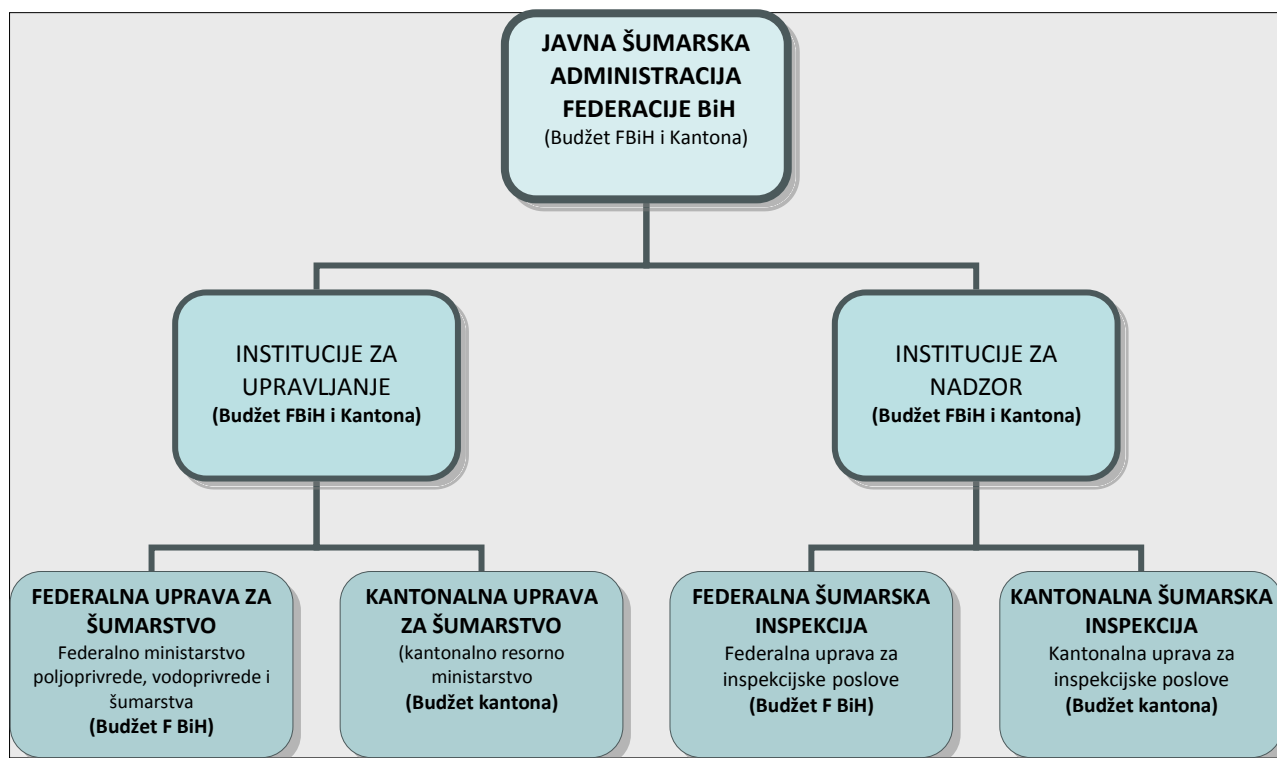 JAVNA ŠUMARSKA
ADMINISTRACIJA
FEDERACIJE BiH
(Budžet FBiH i Kantona)
INSTITUCIJE ZA
UPRAVLJANJE
(Budžet FBiH i Kantona)
INSTITUCIJE ZA
NADZOR
(Budžet FBiH i Kantona)
FEDERALNA UPRAVA ZA
ŠUMARSTVO
Federalno ministarstvo
poljoprivrede, vodoprivrede i
šumarstva
(Budžet F BiH)
KANTONALNA UPRAVA
ZA ŠUMARSTVO
(kantonalno resorno
ministarstvo
(Budžet kantona)
FEDERALNA ŠUMARSKA
INSPEKCIJA
Federalna uprava za
inspekcijske poslove
(Budžet F BiH)
KANTONALNA ŠUMARSKA
INSPEKCIJA
Kantonalna uprava za
inspekcijske poslove
(Budžet kantona)